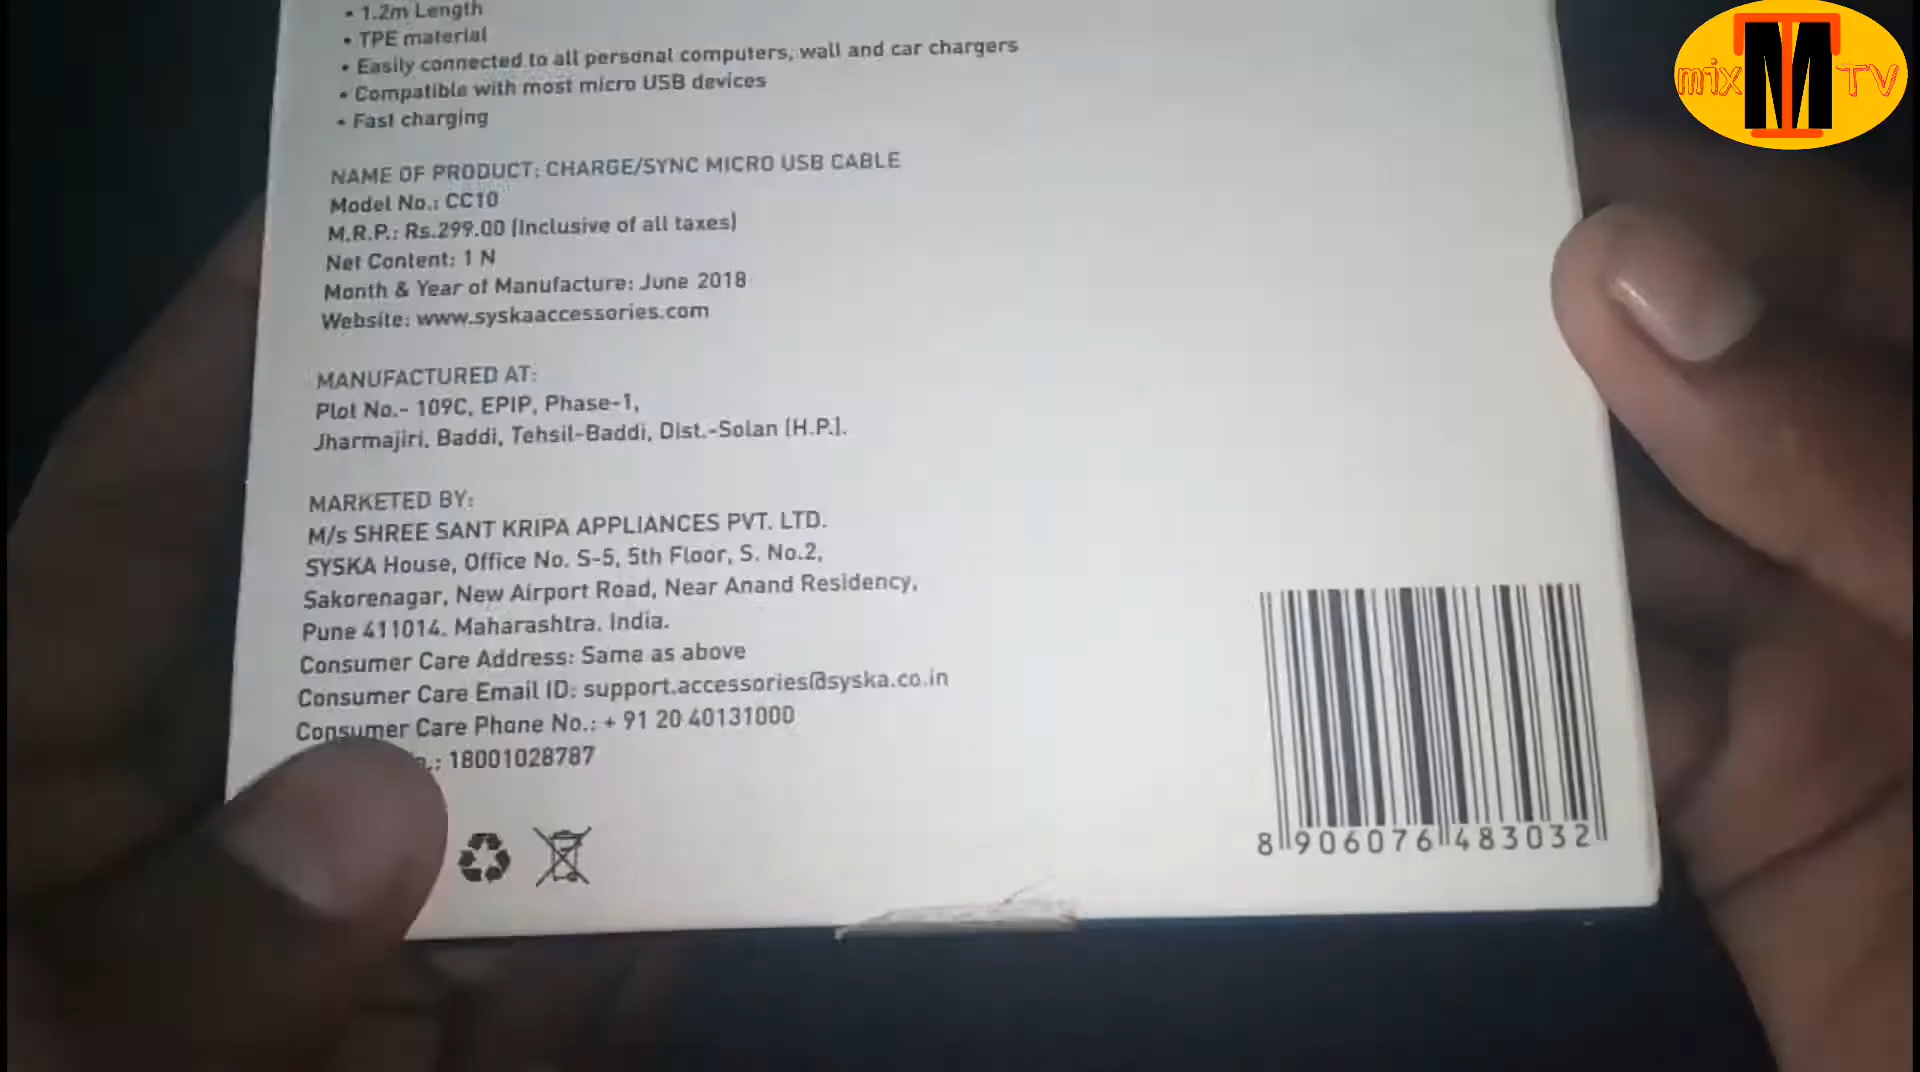 • 1.2m Length
• TPE material
• Easily connected to all personal computers, wall and car chargers
• Compatible with most micro USB devices
• Fast charging
NAME OF PRODUCT: CHARGE/SYNC MICRO USB CABLE
Model No.: CC10
M.R.P.: Rs.299.00 (Inclusive of all taxes)
Net Content: 1 N
Month & Year of Manufacture: June 2018
Website: www.syskaaccessories.com
MANUFACTURED AT:
Plot No.- 109C, EPIP, Phase-1,
Jharmajiri, Baddi, Tehsil-Baddi, Dist.-Solan (H.P.).
MARKETED BY:
M/s SHREE SANT KRIPA APPLIANCES PVT. LTD.
SYSKA House, Office No. S-5, 5th Floor, S. No.2,
Sakorenagar, New Airport Road, Near Anand Residency,
Pune 411014. Maharashtra. India.
Consumer Care Address: Same as above
Consumer Care Email ID: support.accessories@syska.co.in
Consumer Care Phone No.: + 91 20 40131000
18001028787
8 906076 483032
mix MT TV